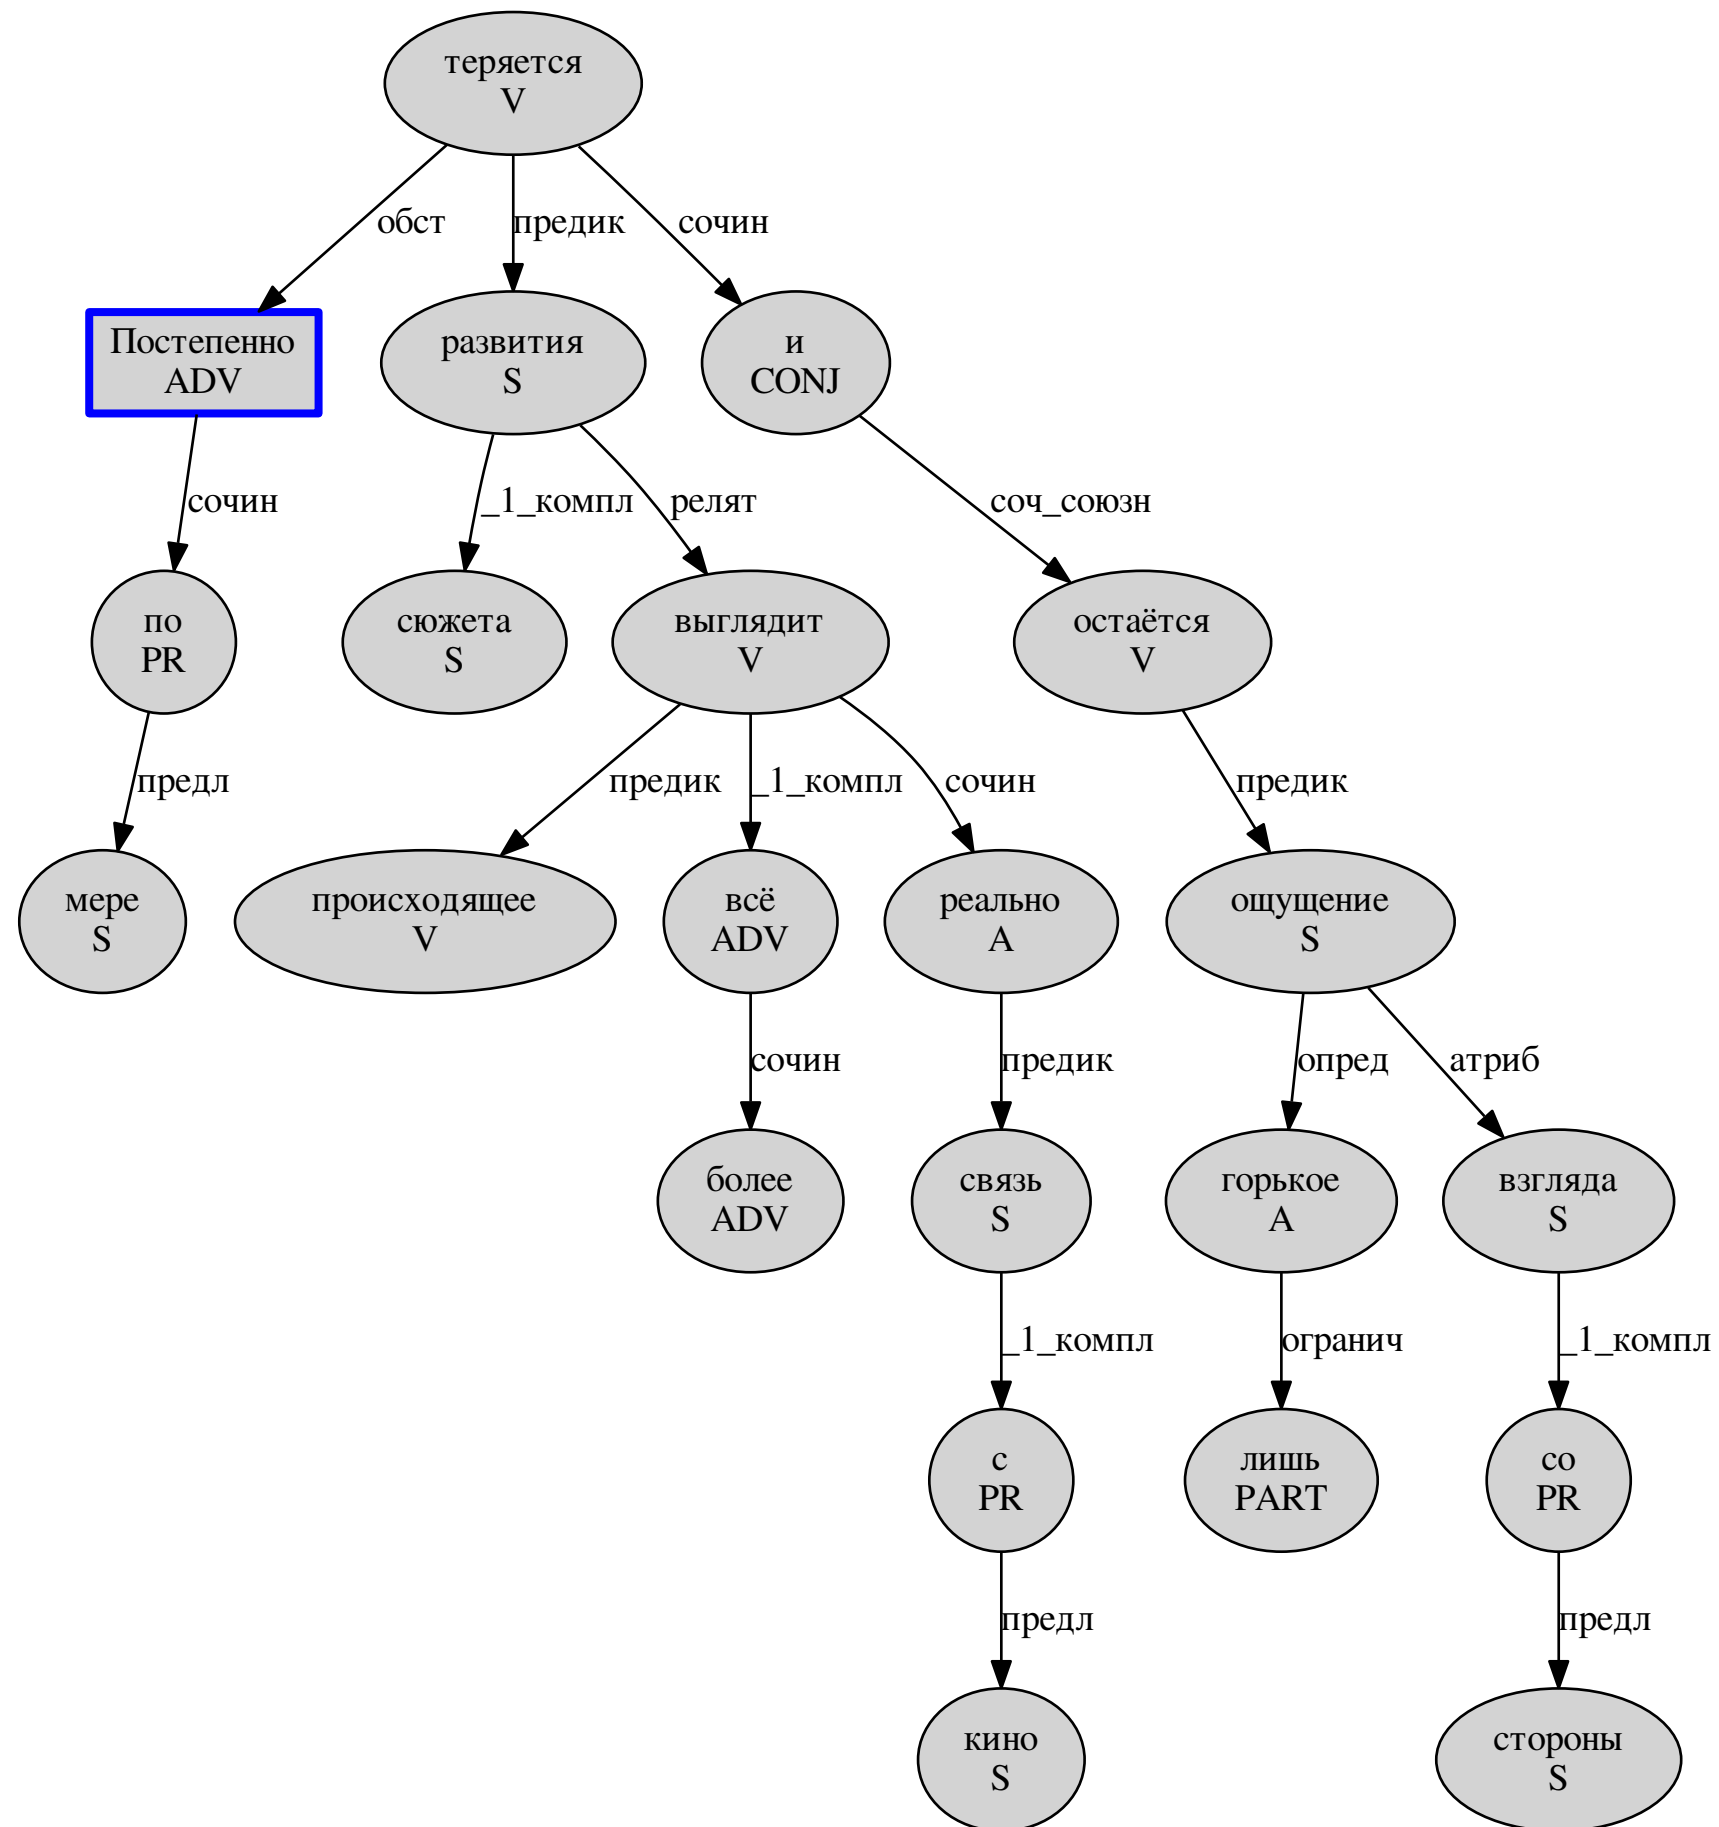 теряется
V
обст
предик
сочин
Постепенно
ADV
развития
S
и
CONJ
сочин
_1_компл
релят
соч_союзн
по
PR
сюжета
S
выглядит
V
остаётся
V
предл
предик
_1_компл
сочин
предик
мере
S
происходящее
V
всё
ADV
реально
A
ощущение
S
сочин
предик
опред
атриб
более
ADV
связь
S
горькое
A
взгляда
S
_1_компл
огранич
_1_компл
с
PR
лишь
PART
со
PR
предл
предл
кино
S
стороны
S